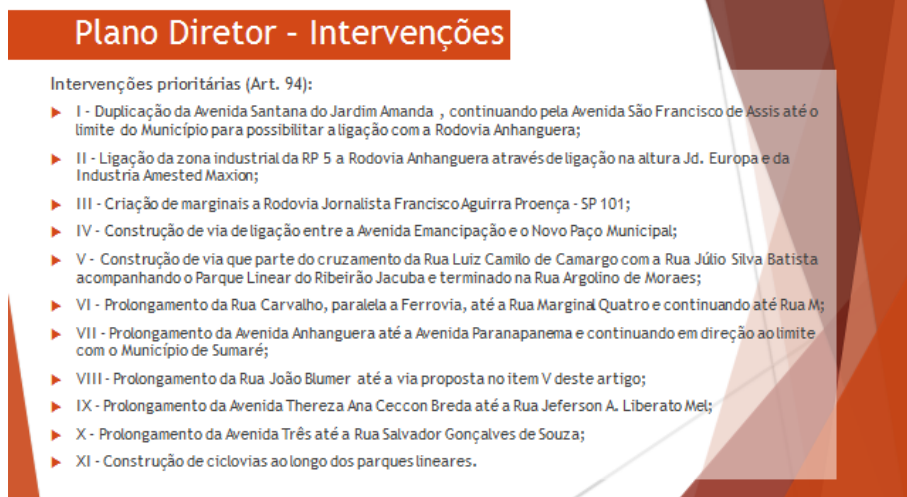 Plano Diretor - Intervenções
Intervenções prioritárias (Art. 94):
I - Duplicação da Avenida Santana do Jardim Amanda , continuando pela Avenida São Francisco de Assis até o
limite do Município para possibilitar a ligação com a Rodovia Anhanguera;
II - Ligação da zona industrial da RP 5 a Rodovia Anhanguera através de ligação na altura Jd. Europa e da
Industria Amested Maxion;
III - Criação de marginais a Rodovia Jornalista Francisco Aguirra Proença - SP 101;
IV - Construção de via de ligação entre a Avenida Emancipação e o Novo Paço Municipal;
V - Construção de via que parte do cruzamento da Rua Luiz Camilo de Camargo com a Rua Júlio Silva Batista
acompanhando o Parque Linear do Ribeirão Jacuba e terminado na Rua Argolino de Moraes;
VI - Prolongamento da Rua Carvalho, paralela a Ferrovia, até a Rua Marginal Quatro e continuando até Rua M;
VII - Prolongamento da Avenida Anhanguera até a Avenida Paranapanema e continuando em direção ao limite
com o Município de Sumaré;
VIII - Prolongamento da Rua João Blumer até a via proposta no item V deste artigo;
IX - Prolongamento da Avenida Thereza Ana Ceccon Breda até a Rua Jeferson A. Liberato Mel;
X - Prolongamento da Avenida Três até a Rua Salvador Gonçalves de Souza;
XI - Construção de ciclovias ao longo dos parques lineares.